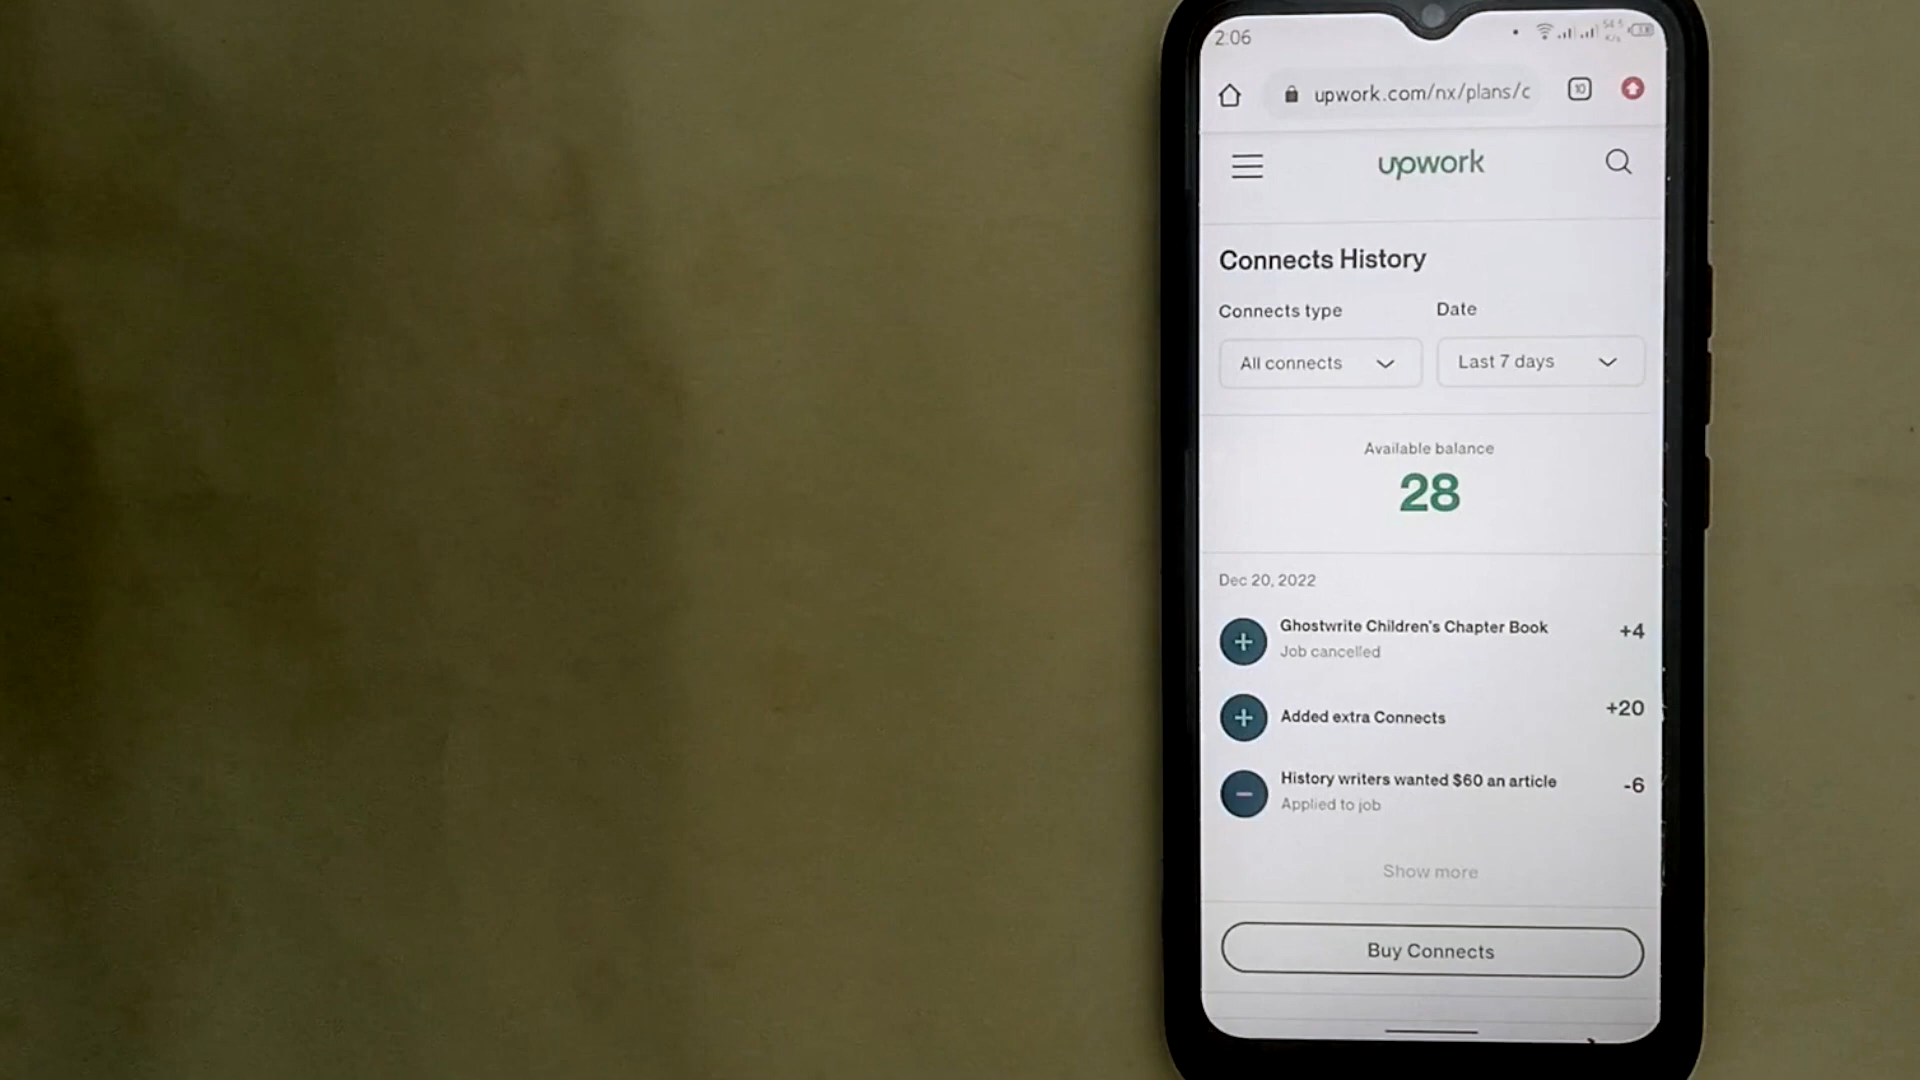 2:06
upwork.com/nx/plans/c
10
upwork
Connects History
Connects type
Date
All connects
Last 7 days
Available balance
28
Dec 20, 2022
Ghostwrite Children's Chapter Book
+4
Job cancelled
Added extra Connects
+20
History writers wanted $60 an article
-6
Applied to job
Show more
Buy Connects